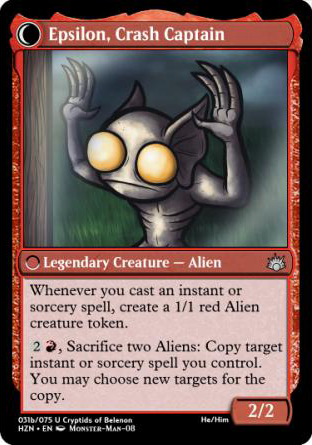 Epsilon, Crash Captain
Legendary Creature — Alien
Whenever you cast an instant or
sorcery spell, create a 1/1 red Alien
creature token.
2 , Sacrifice two Aliens: Copy target
instant or sorcery spell you control.
You may choose new targets for the
copy.
2/2
031b/075 U Cryptids of Belenon
He/Him
HZN • EN Monster-Man-08